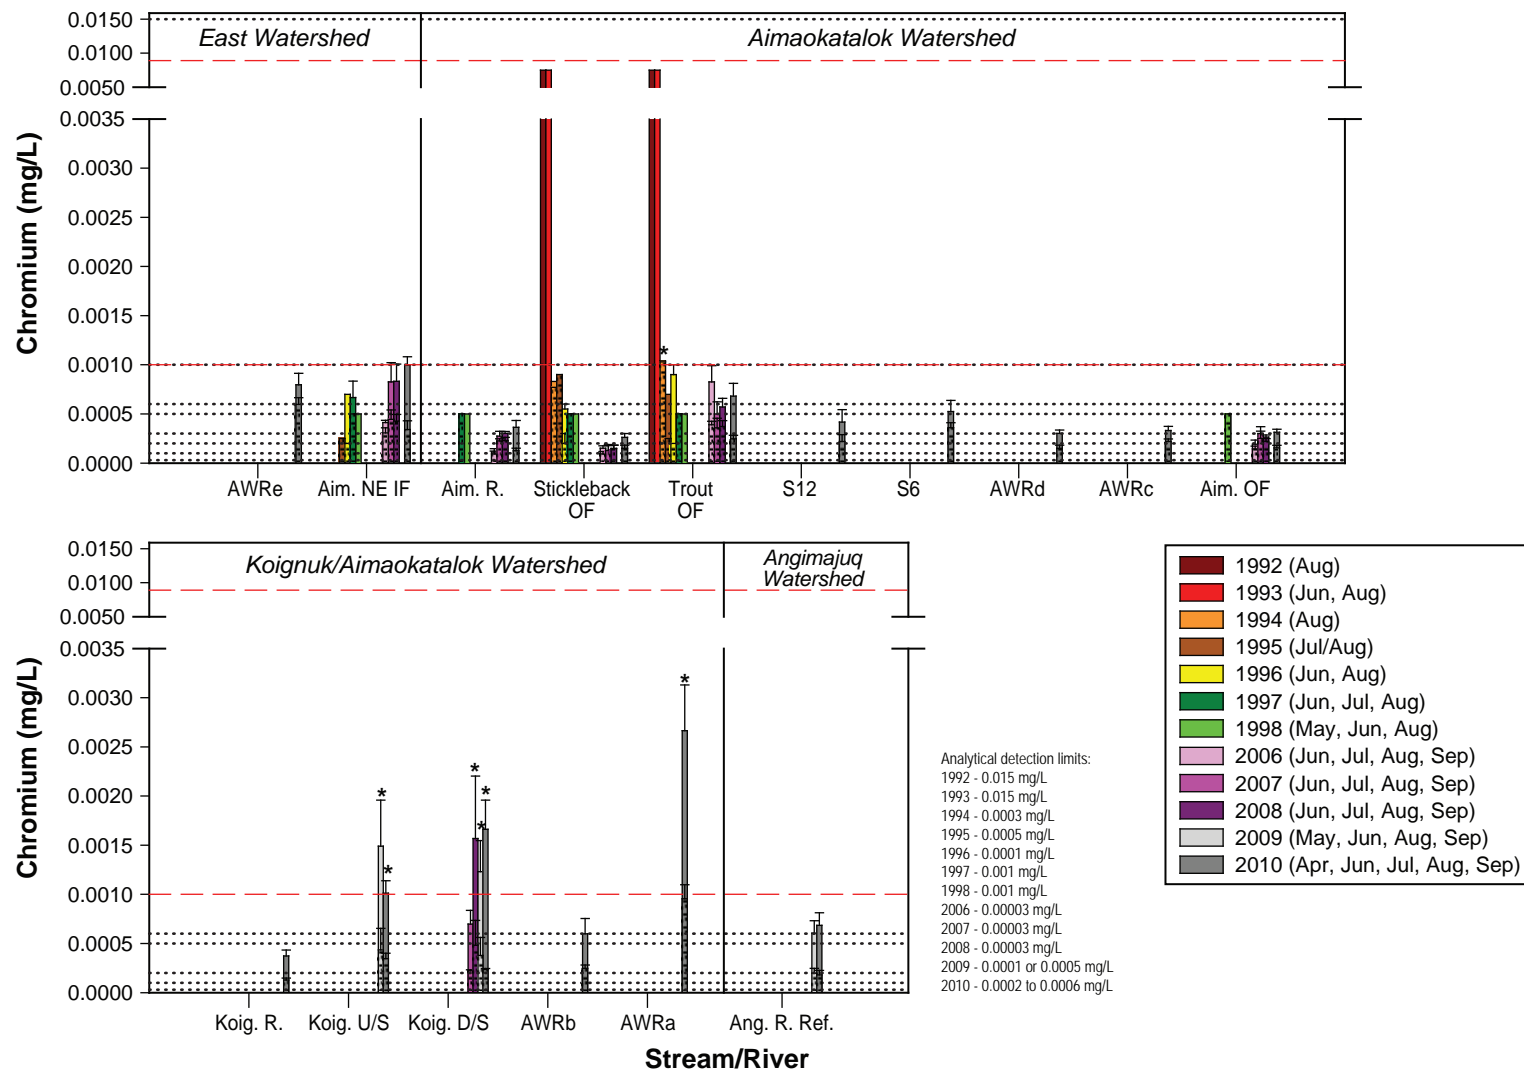 East Watershed
Aimaokatalok Watershed
0.0150
0.0100
0.0050
0.0035
0.0030
0.0025
0.0020
0.0015
0.0010
0.0005
0.0000
Chromium (mg/L)
*
AWRe
Aim. NE IF
Aim. R.
Stickleback
OF
Trout
OF
S12
S6
AWRd
AWRc
Aim. OF
Koignuk/Aimaokatalok Watershed
Angimajuq
Watershed
0.0150
0.0100
0.0050
0.0035
0.0030
0.0025
0.0020
0.0015
0.0010
0.0005
0.0000
Chromium (mg/L)
*
*
*
*
*
*
Koig. R.
Koig. U/S
Koig. D/S
AWRb
AWRa
Ang. R. Ref.
Stream/River
Analytical detection limits:
1992 - 0.015 mg/L
1993 - 0.015 mg/L
1994 - 0.0003 mg/L
1995 - 0.0005 mg/L
1996 - 0.0001 mg/L
1997 - 0.001 mg/L
1998 - 0.001 mg/L
2006 - 0.00003 mg/L
2007 - 0.00003 mg/L
2008 - 0.00003 mg/L
2009 - 0.0001 or 0.0005 mg/L
2010 - 0.0002 to 0.0006 mg/L
1992 (Aug)
1993 (Jun, Aug)
1994 (Aug)
1995 (Jul/Aug)
1996 (Jun, Aug)
1997 (Jun, Jul, Aug)
1998 (May, Jun, Aug)
2006 (Jun, Jul, Aug, Sep)
2007 (Jun, Jul, Aug, Sep)
2008 (Jun, Jul, Aug, Sep)
2009 (May, Jun, Aug, Sep)
2010 (Apr, Jun, Jul, Aug, Sep)